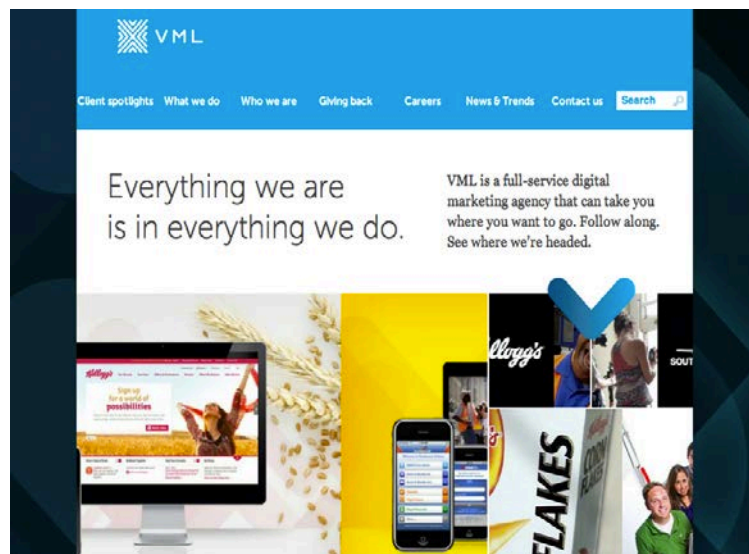 VML
Client spotlights What we do Who we are Giving back Careers News & Trends Contact us Search
Everything we are
is in everything we do.
VML is a full-service digital
marketing agency that can take you
where you want to go. Follow along.
See where we're headed.
Kellogg's
Sign up
for a world of
possibilities
Kellogg's
SOUT
FLAKES
CORN
FLAKES